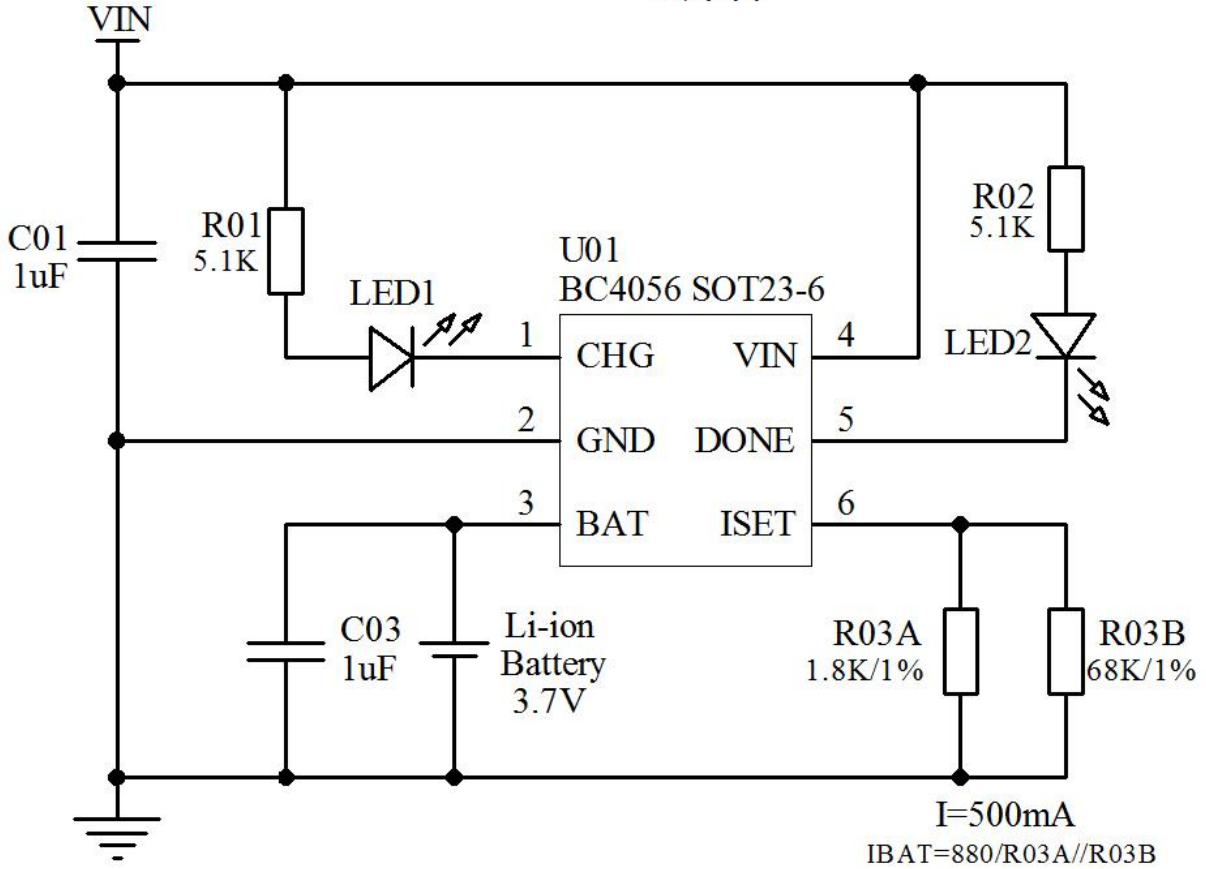 VIN
C01
1uF
R01
5.1K
LED1
U01
BC4056 SOT23-6
R02
5.1K
LED2
1
CHG
VIN
4
2
GND
DONE
5
3
BAT
ISET
6
C03
1uF
Li-ion
Battery
3.7V
R03A
1.8K/1%
R03B
68K/1%
I=500mA
IBAT=880/R03A//R03B